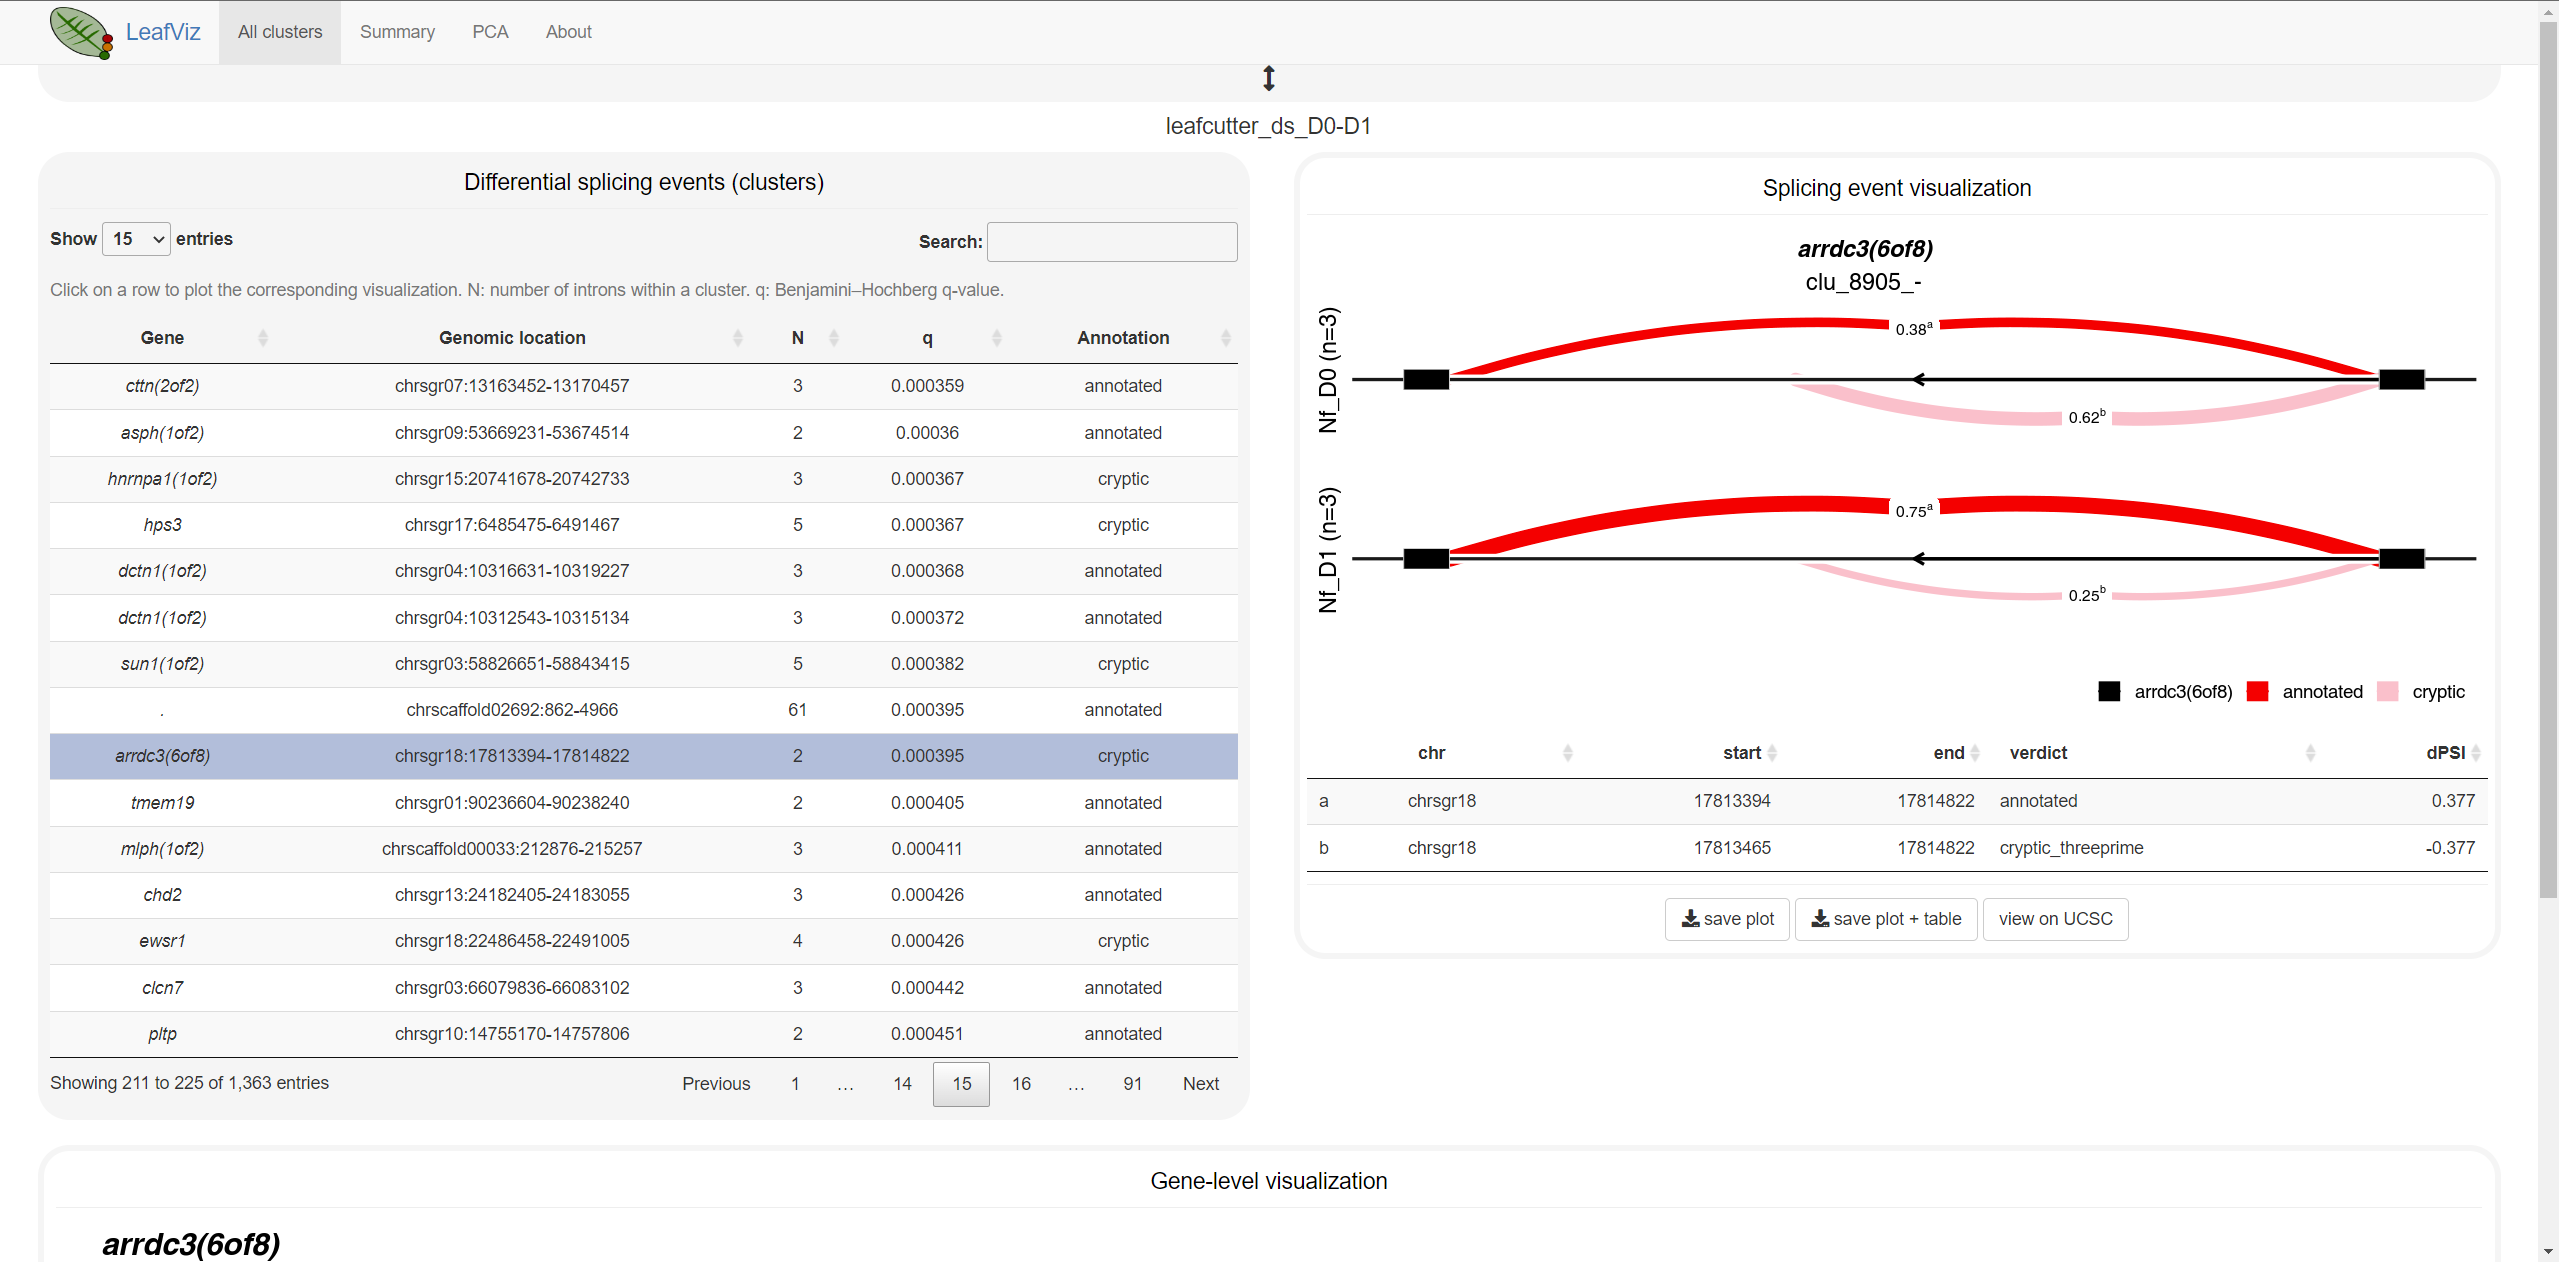 LeafViz All clusters Summary PCA About
leafcutter_ds_D0-D1
Differential splicing events (clusters)
Show 15 entries Search:
Click on a row to plot the corresponding visualization. N: number of introns within a cluster. q: Benjamini–Hochberg q-value.
Gene Genomic location N q Annotation
cttn(2of2) chrsgr07:13163452-13170457 3 0.000359 annotated
asph(1of2) chrsgr09:53669231-53674514 2 0.00036 annotated
hnrnpa1(1of2) chrsgr15:20741678-20742733 3 0.000367 cryptic
hps3 chrsgr17:6485475-6491467 5 0.000367 cryptic
dctn1(1of2) chrsgr04:10316631-10319227 3 0.000368 annotated
dctn1(1of2) chrsgr04:10312543-10315134 3 0.000372 annotated
sun1(1of2) chrsgr03:58826651-58843415 5 0.000382 cryptic
. chrscaffold02692:862-4966 61 0.000395 annotated
arrdc3(6of8) chrsgr18:17813394-17814822 2 0.000395 cryptic
tmem19 chrsgr01:90236604-90238240 2 0.000405 annotated
mlph(1of2) chrscaffold00033:212876-215257 3 0.000411 annotated
chd2 chrsgr13:24182405-24183055 3 0.000426 annotated
ewsr1 chrsgr18:22486458-22491005 4 0.000426 cryptic
clcn7 chrsgr03:66079836-66083102 3 0.000442 annotated
pltp chrsgr10:14755170-14757806 2 0.000451 annotated
Showing 211 to 225 of 1,363 entries Previous 1 … 14 15 16 … 91 Next
Splicing event visualization
arrdc3(6of8)
clu_8905_-
Nf_D0 (n=3)
0.38a
0.62b
Nf_D1 (n=3)
0.75a
0.25b
arrdc3(6of8) annotated cryptic
chr start end verdict dPSI
a chrsgr18 17813394 17814822 annotated 0.377
b chrsgr18 17813465 17814822 cryptic_threeprime -0.377
save plot save plot + table view on UCSC
Gene-level visualization
arrdc3(6of8)